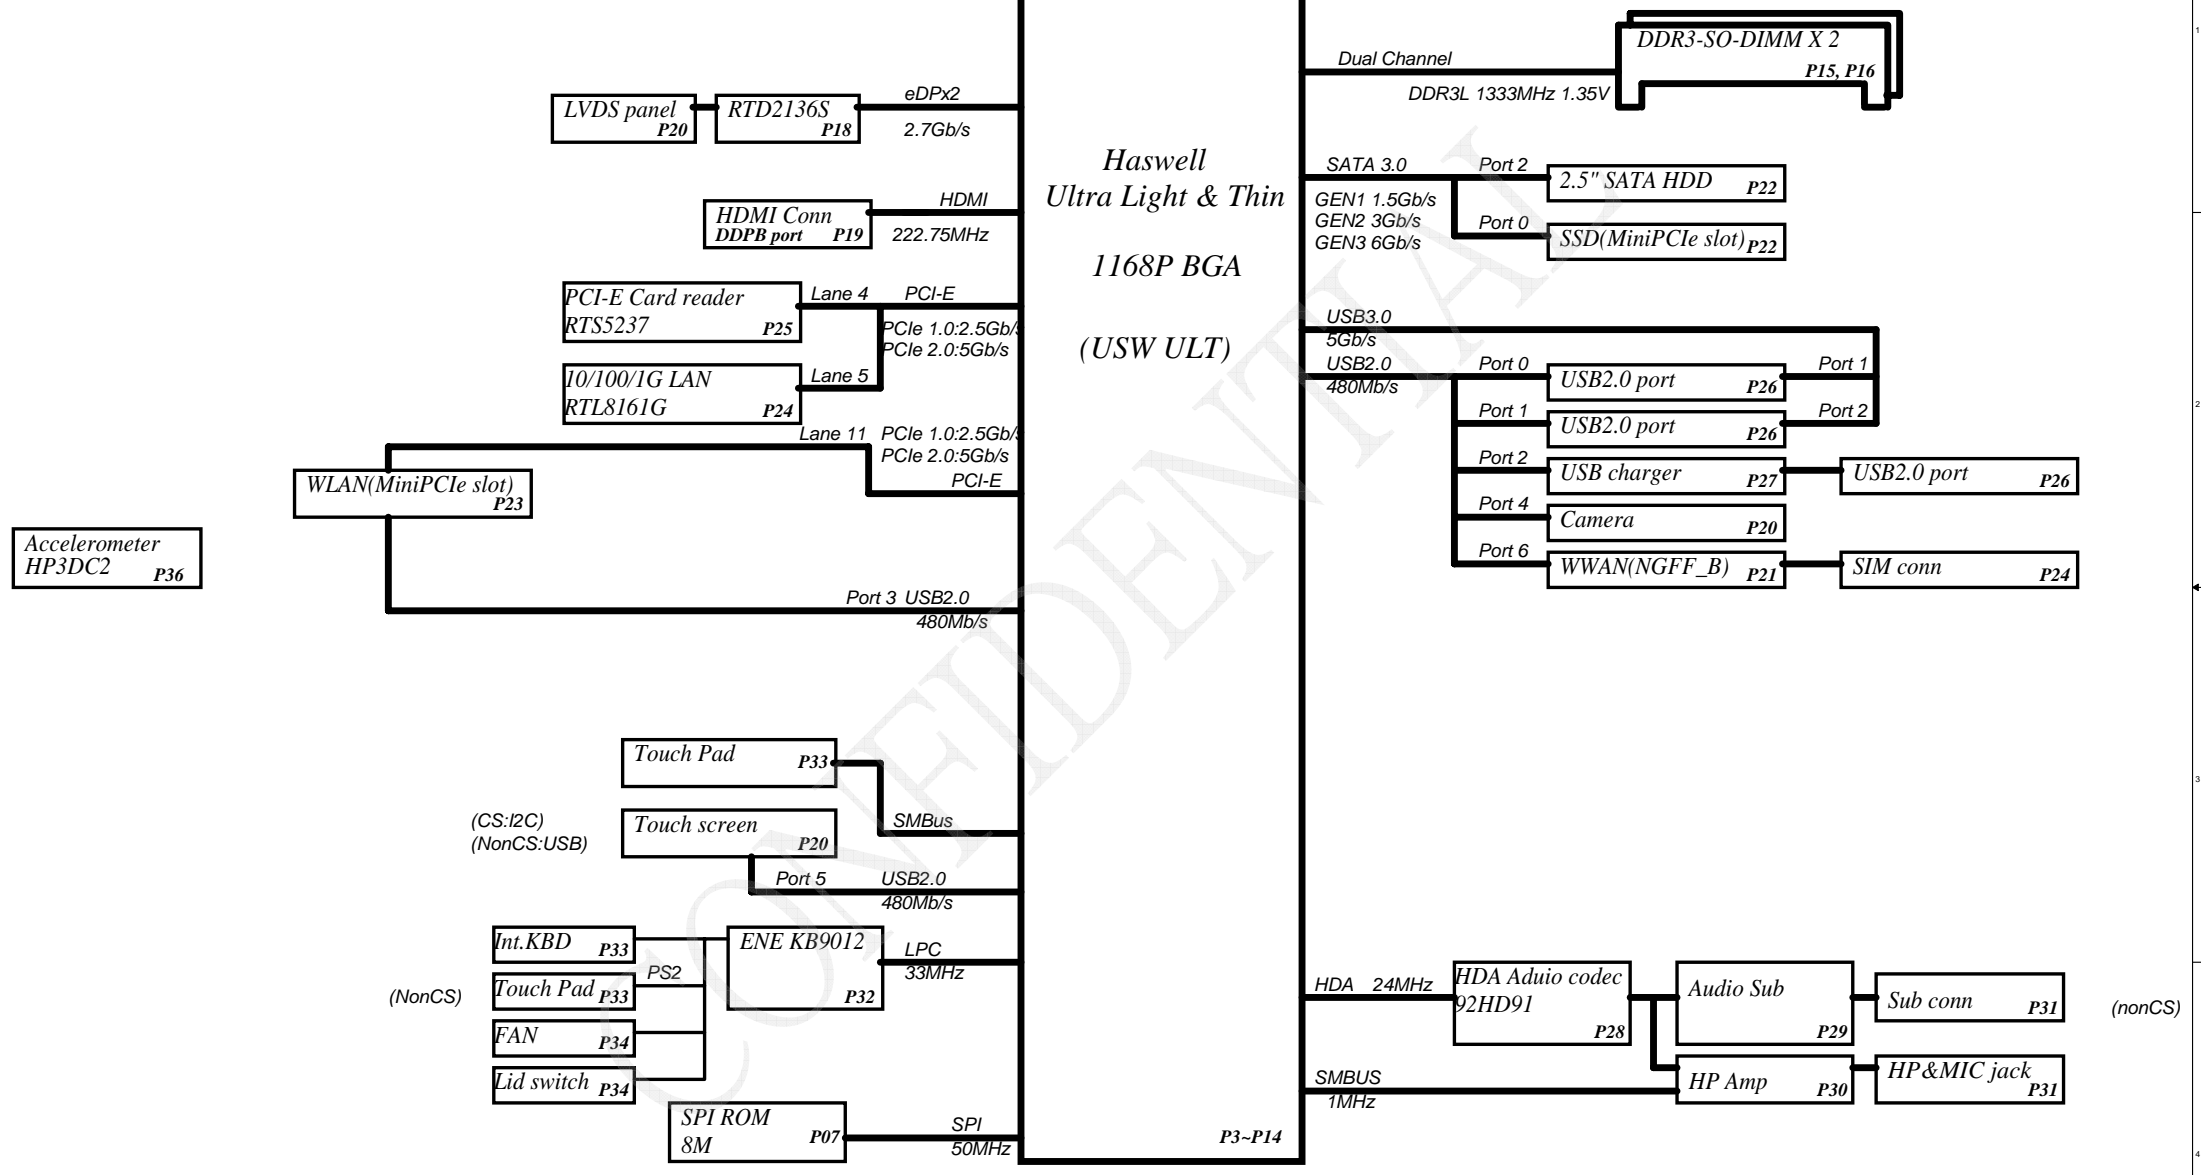 DDR3-SO-DIMM X 2
P15, P16
Dual Channel
DDR3L 1333MHz 1.35V
LVDS panel
P20
RTD2136S
P18
eDPx2
2.7Gb/s
HDMI Conn
DDPB port P19
HDMI
222.75MHz
PCI-E Card reader
RTS5237 P25
Lane 4 PCI-E
PCIe 1.0:2.5Gb/s
PCIe 2.0:5Gb/s
10/100/1G LAN
RTL8161G P24
Lane 5
Lane 11 PCIe 1.0:2.5Gb/s
PCIe 2.0:5Gb/s
PCI-E
WLAN(MiniPCIe slot)
P23
Accelerometer
HP3DC2 P36
Port 3 USB2.0
480Mb/s
Touch Pad
P33
SMBus
(CS:I2C)
(NonCS:USB)
Touch screen
P20
Port 5 USB2.0
480Mb/s
Int.KBD P33
PS2
(NonCS)
Touch Pad P33
FAN P34
Lid switch P34
ENE KB9012
P32
LPC
33MHz
SPI ROM
8M P07
SPI
50MHz
Haswell
Ultra Light & Thin
1168P BGA
(USW ULT)
P3~P14
SATA 3.0
GEN1 1.5Gb/s
GEN2 3Gb/s
GEN3 6Gb/s
Port 2
2.5" SATA HDD P22
Port 0
SSD(MiniPCIe slot) P22
USB3.0
5Gb/s
USB2.0
480Mb/s
Port 0
USB2.0 port P26
Port 1
Port 1
USB2.0 port P26
Port 2
Port 2
USB charger P27
USB2.0 port P26
Port 4
Camera P20
Port 6
WWAN(NGFF_B) P21
SIM conn P24
HDA 24MHz
HDA Aduio codec
92HD91
P28
Audio Sub
P29
Sub conn P31
(nonCS)
SMBUS
1MHz
HP Amp P30
HP&MIC jack
P31
CONFIDENTIAL
1
2
3
4